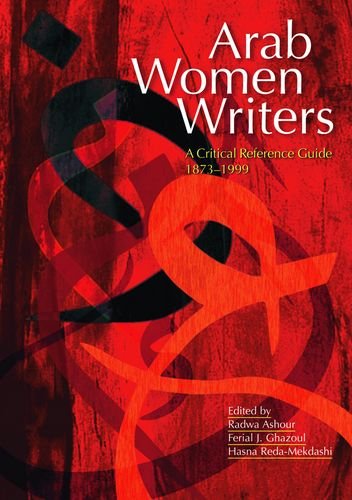 Arab
Women
Writers
A Critical Reference Guide
1873–1999
Edited by
Radwa Ashour
Ferial J. Ghazoul
Hasna Reda-Mekdashi